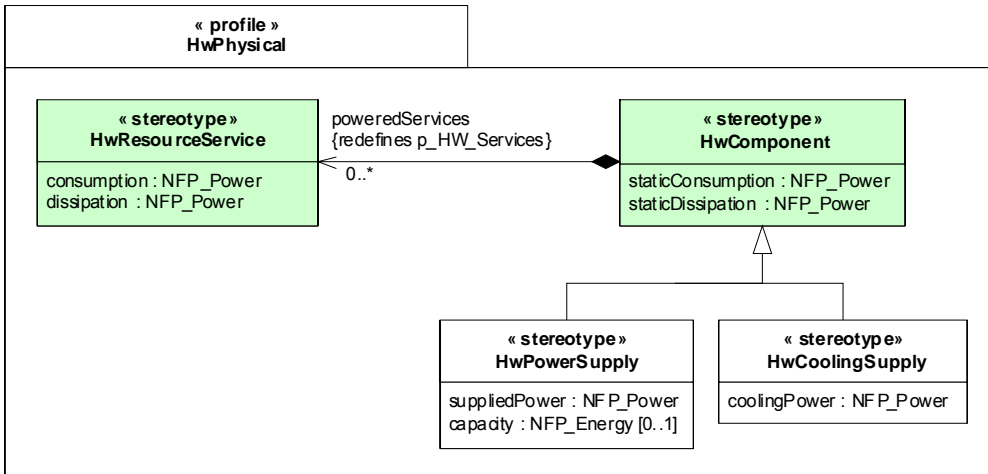 « profile »
HwPhysical
« stereotype»
HwResourceService
consumption : NFP_Power
dissipation : NFP_Power
poweredServices
{redefines p_HW_Services}
0..*
« stereotype»
HwComponent
staticConsumption : NFP_Power
staticDissipation : NFP_Power
« stereotype»
HwPowerSupply
suppliedPower : NFP_Power
capacity : NFP_Energy [0..1]
« stereotype»
HwCoolingSupply
coolingPower : NFP_Power